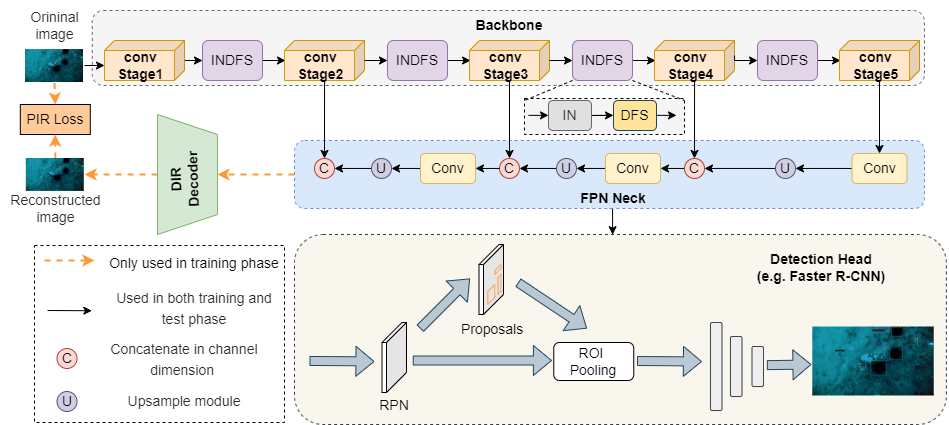 Orininal
image
Backbone
conv
Stage1
INDFS
conv
Stage2
INDFS
conv
Stage3
INDFS
conv
Stage4
INDFS
conv
Stage5
PIR Loss
IN
DFS
DIR
Decoder
C
U
Conv
C
U
Conv
C
U
Conv
FPN Neck
Reconstructed
image
Only used in training phase
Used in both training and
test phase
C
Concatenate in channel
dimension
U
Upsample module
Detection Head
(e.g. Faster R-CNN)
Proposals
RPN
ROI
Pooling